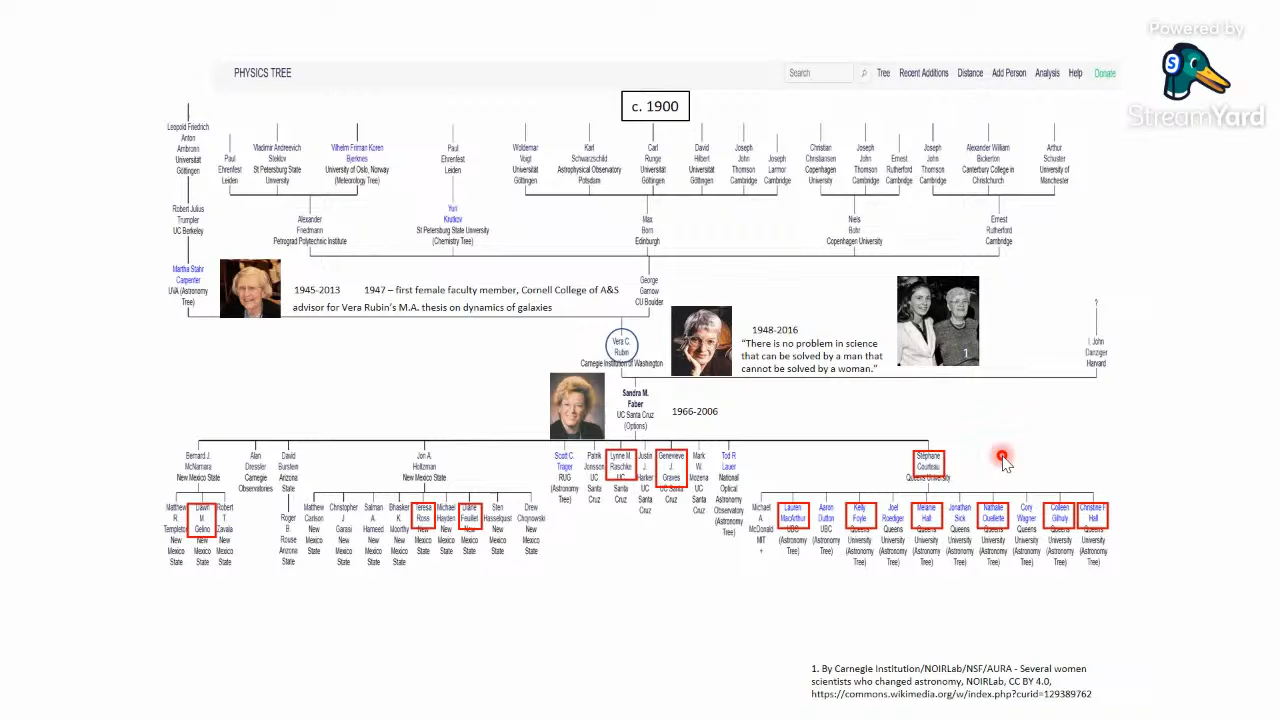 Powered by
StreamYard
PHYSICS TREE
Search
Tree
Recent Additions
Distance
Add Person
Analysis
Help
Donate
c. 1900
Leopold Friedrich
Anton
Ambronn
Universität
Göttingen
Paul
Ehrenfest
Leiden
Vladimir Andreevich
Steklov
St Petersburg State
University
Vilhelm Friman Koren
Bjerknes
University of Oslo, Norway
(Meteorology Tree)
Paul
Ehrenfest
Leiden
Woldemar
Voigt
Universität
Göttingen
Karl
Schwarzschild
Astrophysical Observatory
Potsdam
Carl
Runge
Universität
Göttingen
David
Hilbert
Universität
Göttingen
Joseph
John
Thomson
Cambridge
Joseph
Larmor
Cambridge
Christian
Christiansen
Copenhagen
University
Joseph
John
Thomson
Cambridge
Ernest
Rutherford
Cambridge
Joseph
John
Thomson
Cambridge
Alexander William
Bickerton
Canterbury College in
Christchurch
Arthur
Schuster
University of
Manchester
Robert Julius
Trumpler
UC Berkeley
Alexander
Friedmann
Petrograd Polytechnic Institute
Yuri
Krutkov
St Petersburg State University
(Chemistry Tree)
Max
Born
Edinburgh
Niels
Bohr
Copenhagen University
Ernest
Rutherford
Cambridge
Martha Stahr
Carpenter
UVA (Astronomy
Tree)
1945-2013 1947 – first female faculty member, Cornell College of A&S
advisor for Vera Rubin's M.A. thesis on dynamics of galaxies
George
Gamow
CU Boulder
1948-2016
"There is no problem in science
that can be solved by a man that
cannot be solved by a woman."
1
?
I. John
Danziger
Harvard
Vera C.
Rubin
Carnegie Institution of Washington
Sandra M.
Faber
UC Santa Cruz
(Options)
1966-2006
Bernard J.
McNamara
New Mexico State
Alan
Dressler
Carnegie
Observatories
David
Burstein
Arizona
State
Jon A.
Holtzman
New Mexico State
Scott C.
Trager
RUG
(Astronomy
Tree)
Patrik
Jonsson
UC
Santa
Cruz
Lynne M.
Raschke
UC
Santa
Cruz
Justin
J.
Harker
UC
Santa
Cruz
Genevieve
J.
Graves
UC Santa
Cruz
Mark
W.
Mozena
UC
Santa
Cruz
Tod R
Lauer
National
Optical
Astronomy
Observatory
(Astronomy
Tree)
Stéphane
Courteau
Queens University
Matthew
R
Templeton
New
Mexico
State
Dawn
M
Gelino
New
Mexico
State
Robert
T
Zavala
New
Mexico
State
Roger
B.
Rouse
Arizona
State
Matthew
Carlson
New
Mexico
State
Christopher
J
Garasi
New
Mexico
State
Salman
A.
Hameed
New
Mexico
State
Bhasker
K.
Moorthy
New
Mexico
State
Teresa
Ross
New
Mexico
State
Michael
Hayden
New
Mexico
State
Diane
Feuillet
New
Mexico
State
Sten
Hasselquist
New
Mexico
State
Drew
Chojnowski
New
Mexico
State
Michael
A.
McDonald
MIT
+
Lauren
MacArthur
UBC
(Astronomy
Tree)
Aaron
Dutton
UBC
(Astronomy
Tree)
Kelly
Foyle
Queens
University
(Astronomy
Tree)
Joel
Roediger
Queens
University
(Astronomy
Tree)
Melanie
Hall
Queens
University
(Astronomy
Tree)
Jonathan
Sick
Queens
University
(Astronomy
Tree)
Nathalie
Ouellette
Queens
University
(Astronomy
Tree)
Cory
Wagner
Queens
University
(Astronomy
Tree)
Colleen
Gilhuly
Queens
University
(Astronomy
Tree)
Christine
Hall
Queens
University
(Astronomy
Tree)
1. By Carnegie Institution/NOIRLab/NSF/AURA - Several women
scientists who changed astronomy, NOIRLab, CC BY 4.0,
https://commons.wikimedia.org/w/index.php?curid=129389762